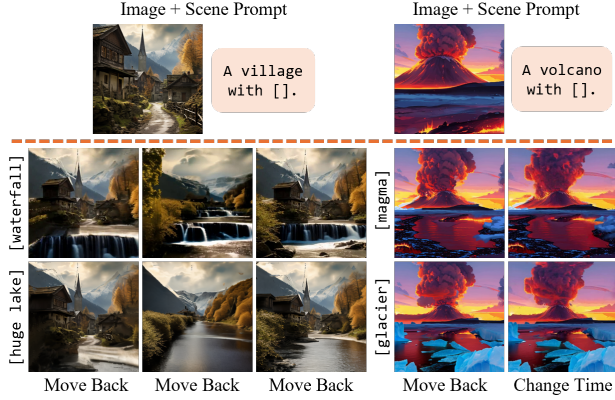 Image + Scene Prompt
A village
with [].
Image + Scene Prompt
A volcano
with [].
[waterfall]
[huge lake]
[magma]
[glacier]
Move Back
Move Back
Move Back
Move Back
Change Time